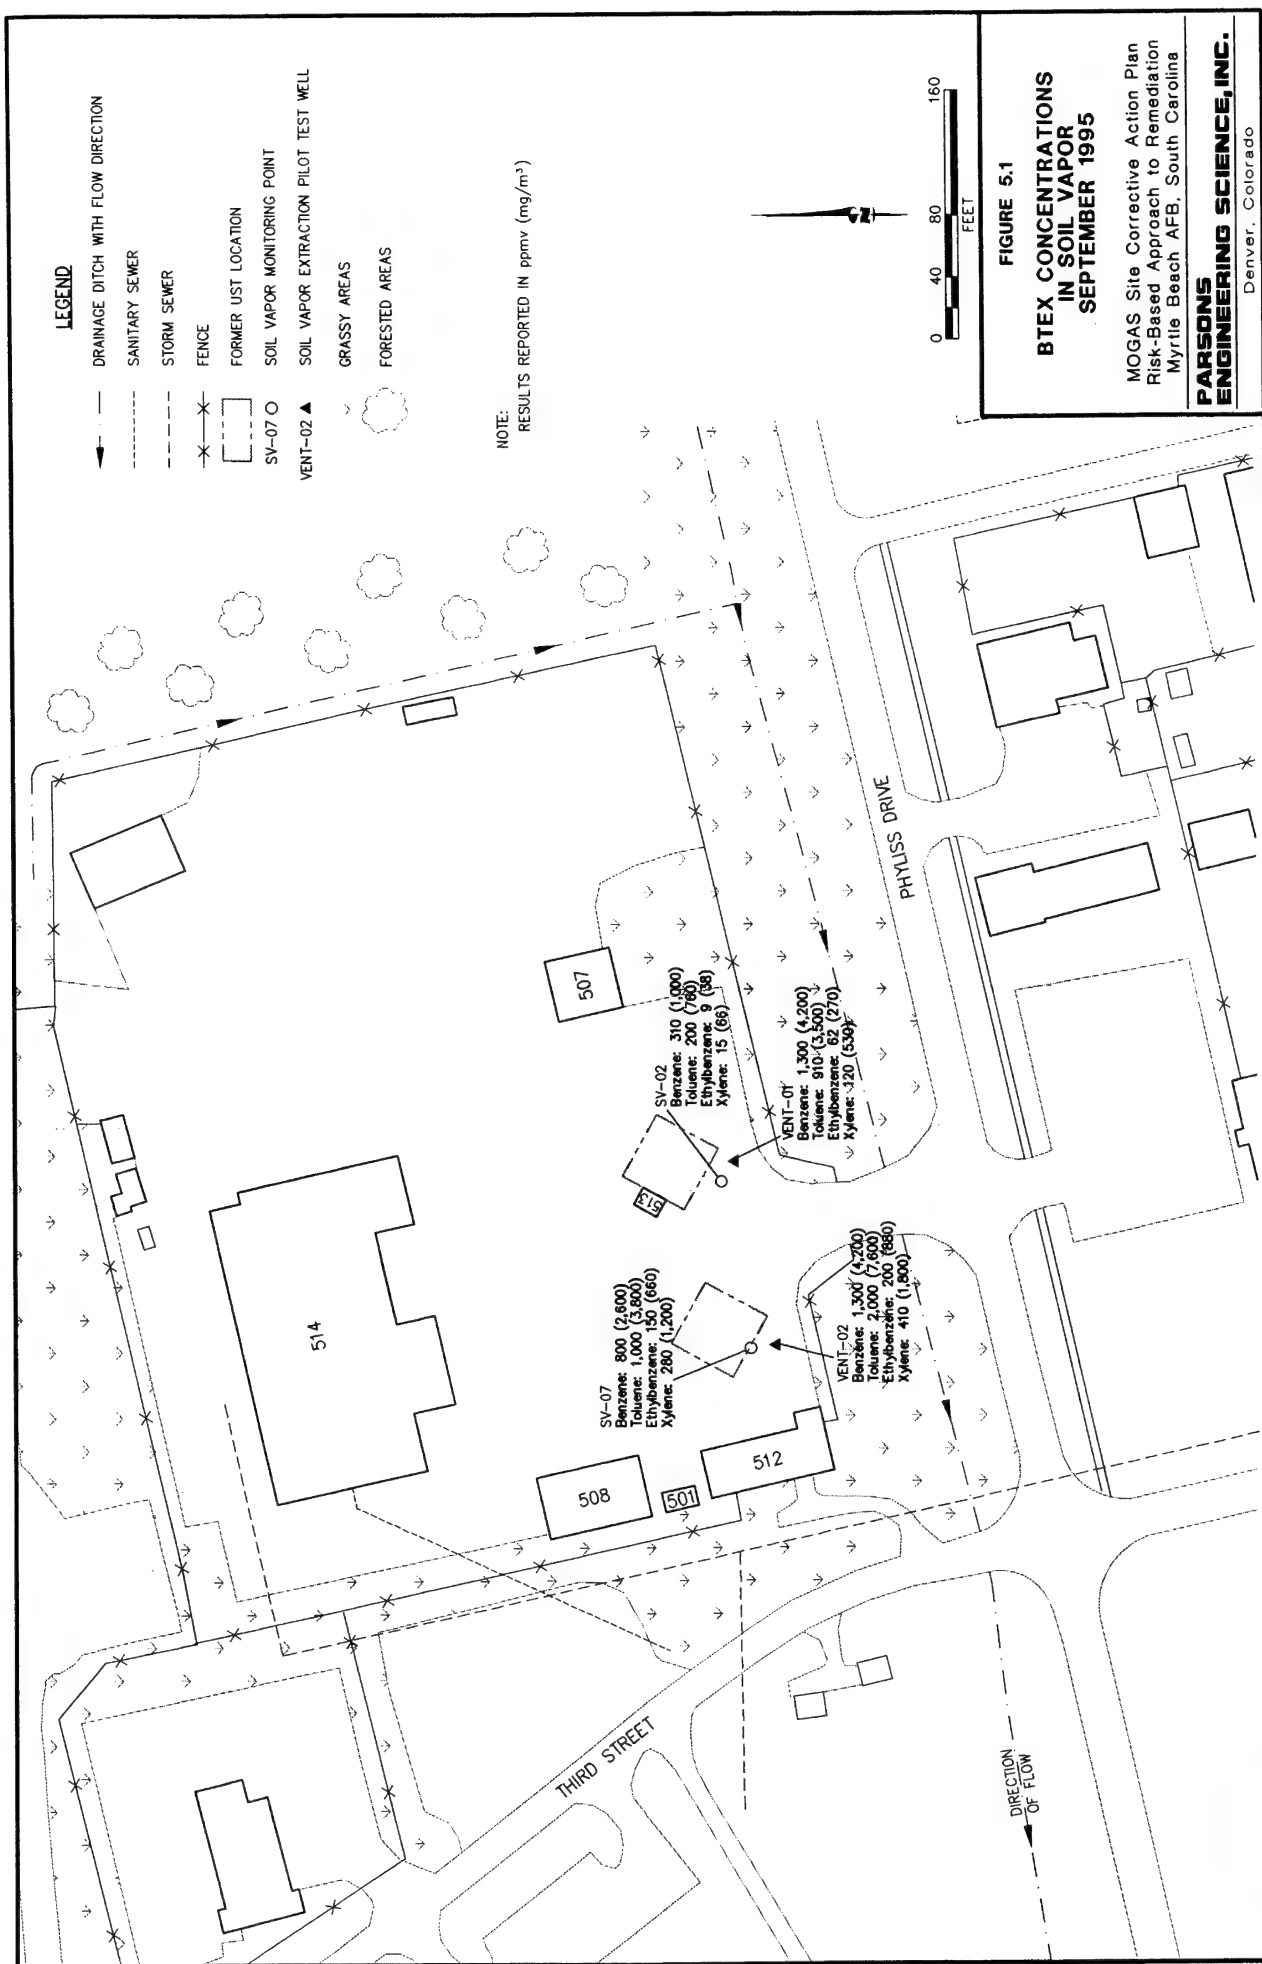 LEGEND
DRAINAGE DITCH WITH FLOW DIRECTION
SANITARY SEWER
STORM SEWER
FENCE
FORMER UST LOCATION
SV-07 SOIL VAPOR MONITORING POINT
VENT-02 SOIL VAPOR EXTRACTION PILOT TEST WELL
GRASSY AREAS
FORESTED AREAS
NOTE:
RESULTS REPORTED IN ppmv (mg/m³)
514
507
513
508
501
512
SV-07
Benzene: 800 (2,600)
Toluene: 1,000 (3,800)
Ethylbenzene: 150 (660)
Xylene: 280 (1,200)
SV-02
Benzene: 310 (1,000)
Toluene: 200 (760)
Ethylbenzene: 9 (38)
Xylene: 15 (66)
VENT-01
Benzene: 1,300 (4,200)
Toluene: 910 (3,500)
Ethylbenzene: 62 (270)
Xylene: 120 (530)
VENT-02
Benzene: 1,300 (4,200)
Toluene: 2,000 (7,600)
Ethylbenzene: 200 (880)
Xylene: 410 (1,800)
PHYLISS DRIVE
THIRD STREET
DIRECTION
OF FLOW
N
0 40 80 160
FEET
FIGURE 5.1
BTEX CONCENTRATIONS
IN SOIL VAPOR
SEPTEMBER 1995
MOGAS Site Corrective Action Plan
Risk-Based Approach to Remediation
Myrtle Beach AFB, South Carolina
PARSONS
ENGINEERING SCIENCE, INC.
Denver, Colorado